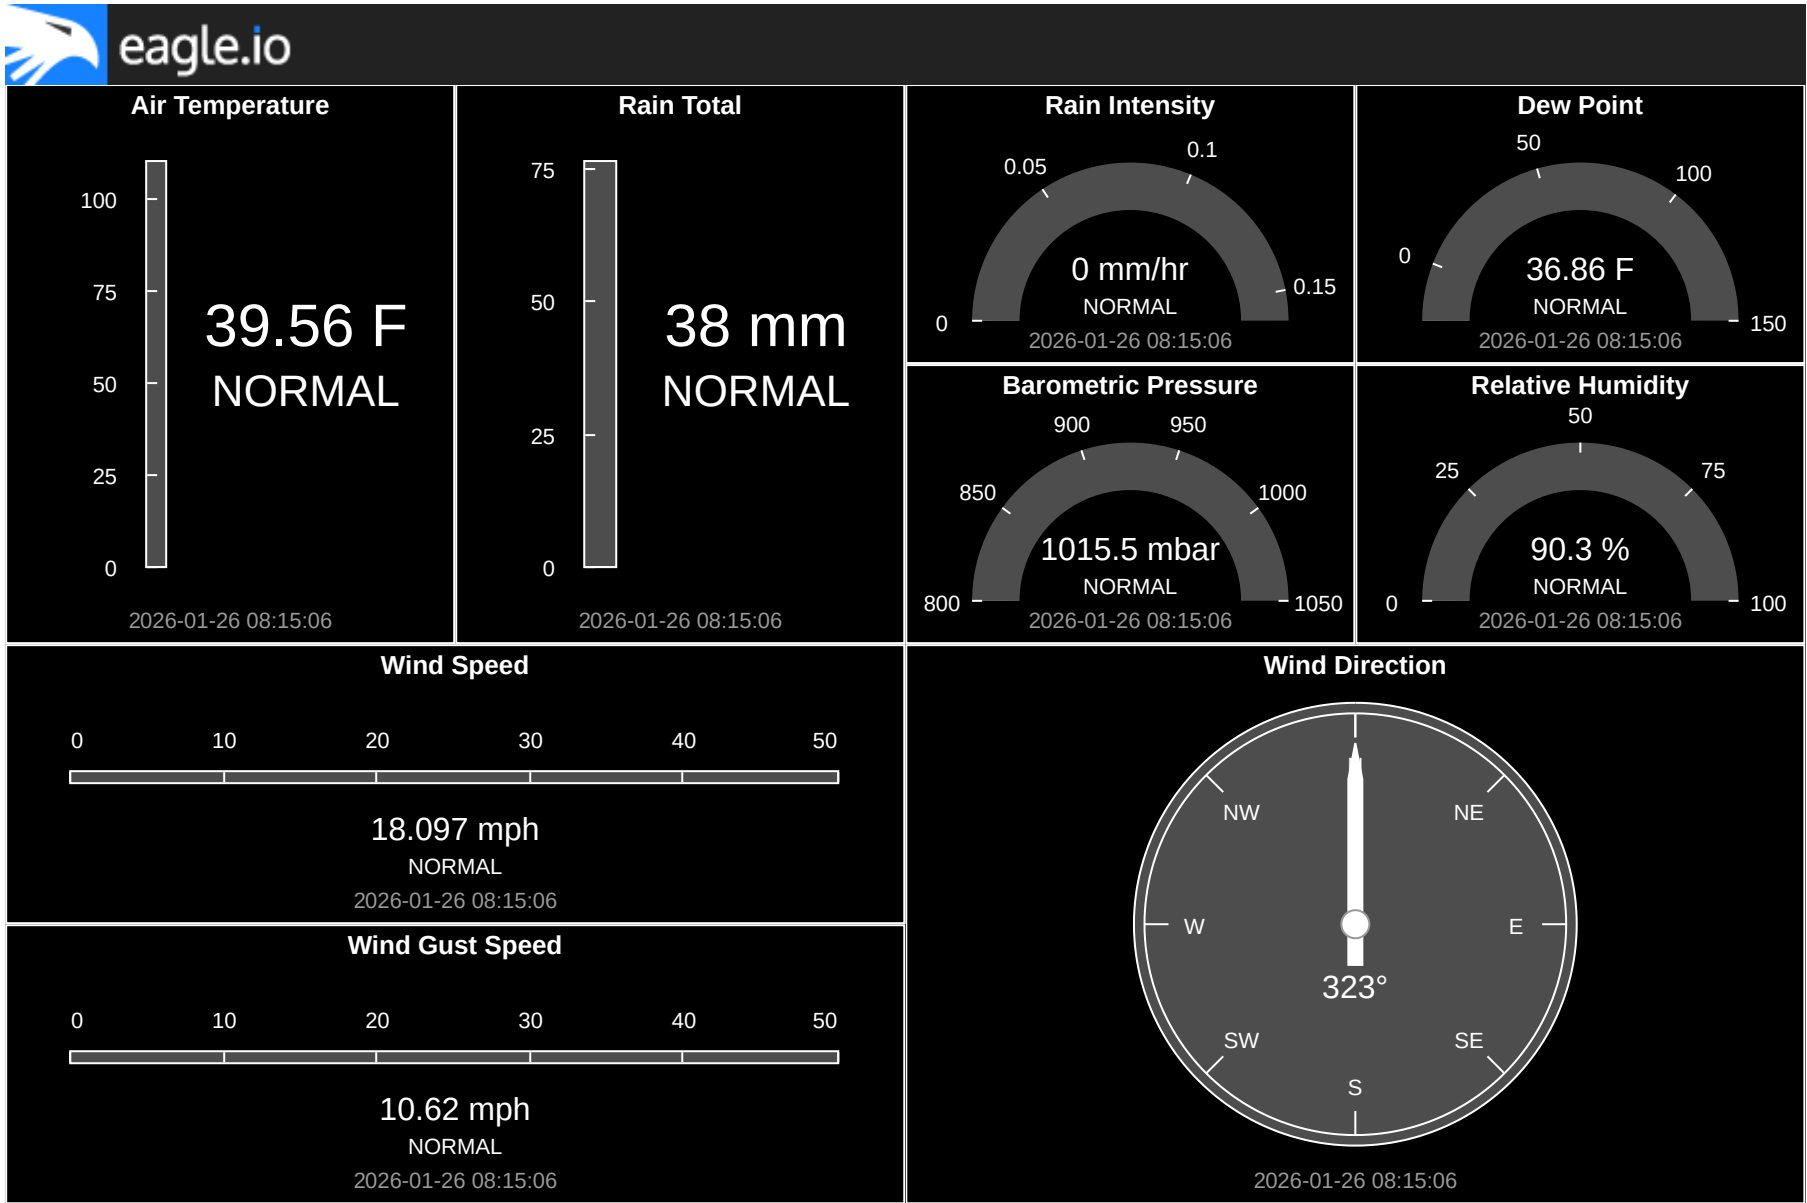 eagle.io
Air Temperature
100
75
50
25
0
39.56 F
NORMAL
2026-01-26 08:15:06
Rain Total
75
50
25
0
38 mm
NORMAL
2026-01-26 08:15:06
Rain Intensity
0
0.05
0.1
0.15
0 mm/hr
NORMAL
2026-01-26 08:15:06
Dew Point
0
50
100
150
36.86 F
NORMAL
2026-01-26 08:15:06
Barometric Pressure
800
850
900
950
1000
1050
1015.5 mbar
NORMAL
2026-01-26 08:15:06
Relative Humidity
0
25
50
75
100
90.3 %
NORMAL
2026-01-26 08:15:06
Wind Speed
0 10 20 30 40 50
18.097 mph
NORMAL
2026-01-26 08:15:06
Wind Gust Speed
0 10 20 30 40 50
10.62 mph
NORMAL
2026-01-26 08:15:06
Wind Direction
NW NE
W E
323°
SW SE
S
2026-01-26 08:15:06